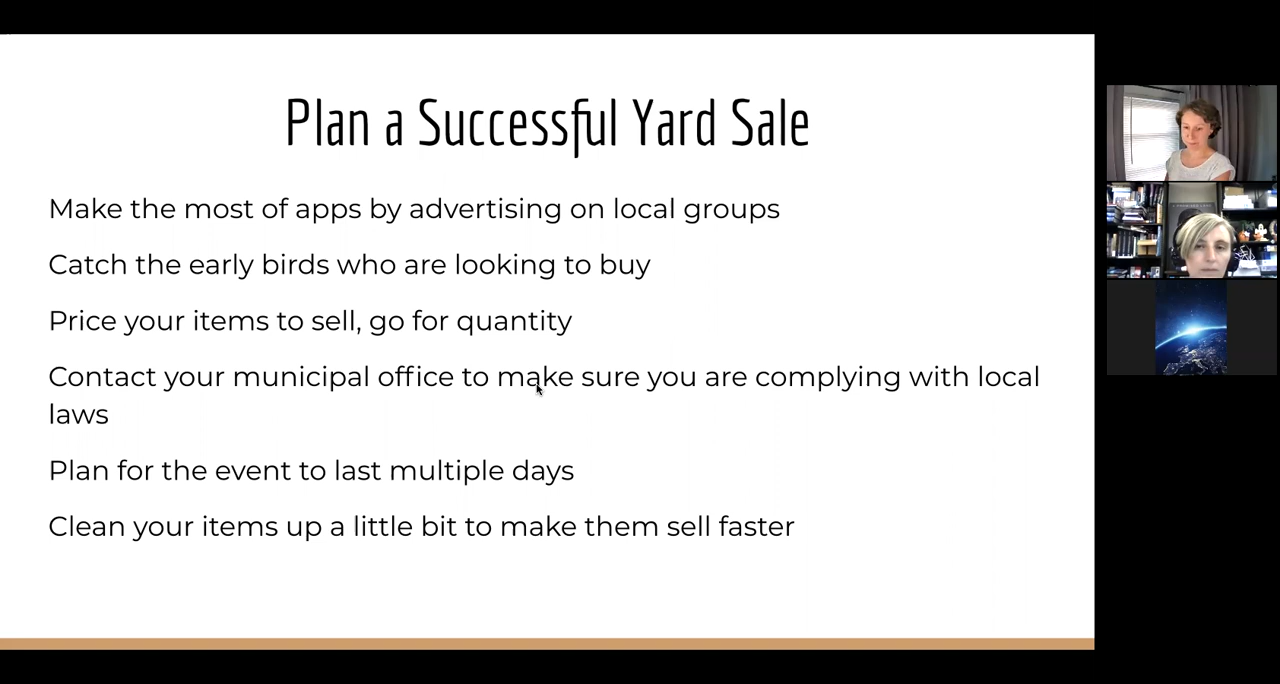 Plan a Successful Yard Sale
Make the most of apps by advertising on local groups
Catch the early birds who are looking to buy
Price your items to sell, go for quantity
Contact your municipal office to make sure you are complying with local
laws
Plan for the event to last multiple days
Clean your items up a little bit to make them sell faster